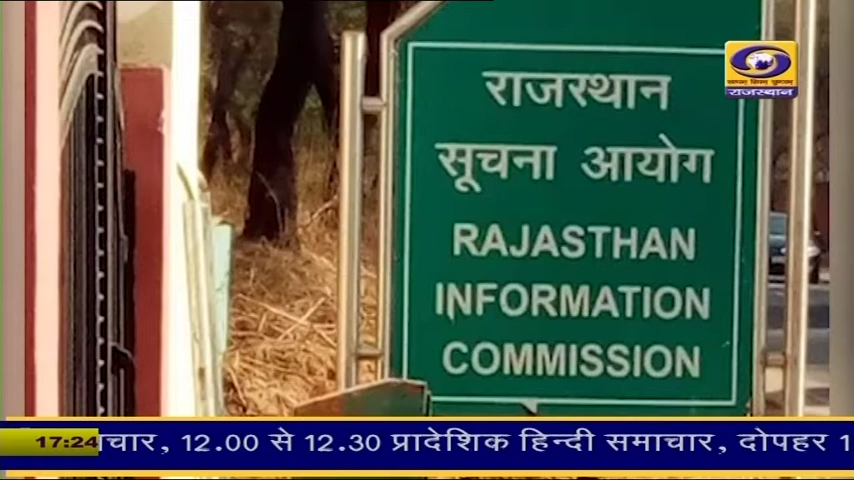 राजस्थान
सूचना आयोग
RAJASTHAN
INFORMATION
COMMISSION
राजस्थान
17:24
चार, 12.00 से 12.30 प्रादेशिक हिन्दी समाचार, दोपहर 1